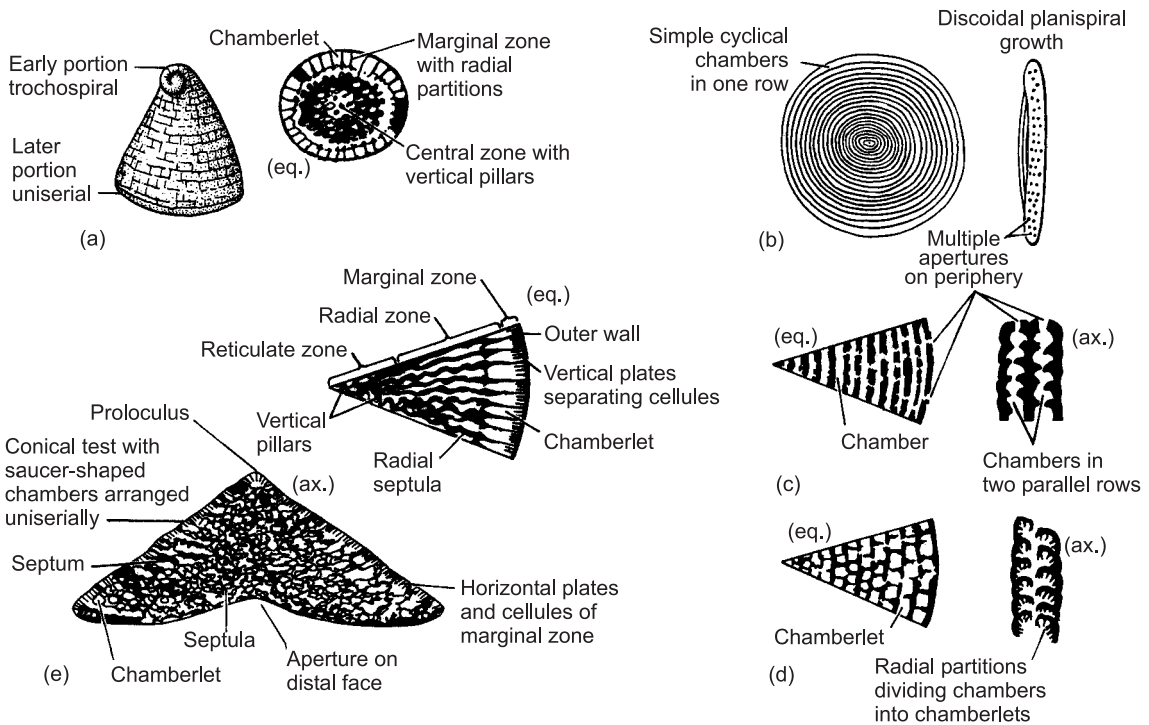 Chamberlet
Marginal zone
with radial
partitions
Early portion
trochospiral
Later
portion
uniserial
(eq.)
Central zone with
vertical pillars
(a)
Simple cyclical
chambers
in one row
Discoidal planispiral
growth
(b)
Multiple
apertures
on periphery
(eq.)
(ax.)
Chamber
Chambers in
two parallel rows
(c)
(eq.)
(ax.)
Chamberlet
Radial partitions
dividing chambers
into chamberlets
(d)
Marginal zone
(eq.)
Radial zone
Outer wall
Reticulate zone
Vertical plates
separating cellules
Vertical
pillars
Chamberlet
Radial
septula
Proloculus
Conical test with
saucer-shaped
chambers arranged
uniserially
(ax.)
Septum
Horizontal plates
and cellules of
marginal zone
Septula
Aperture on
distal face
Chamberlet
(e)